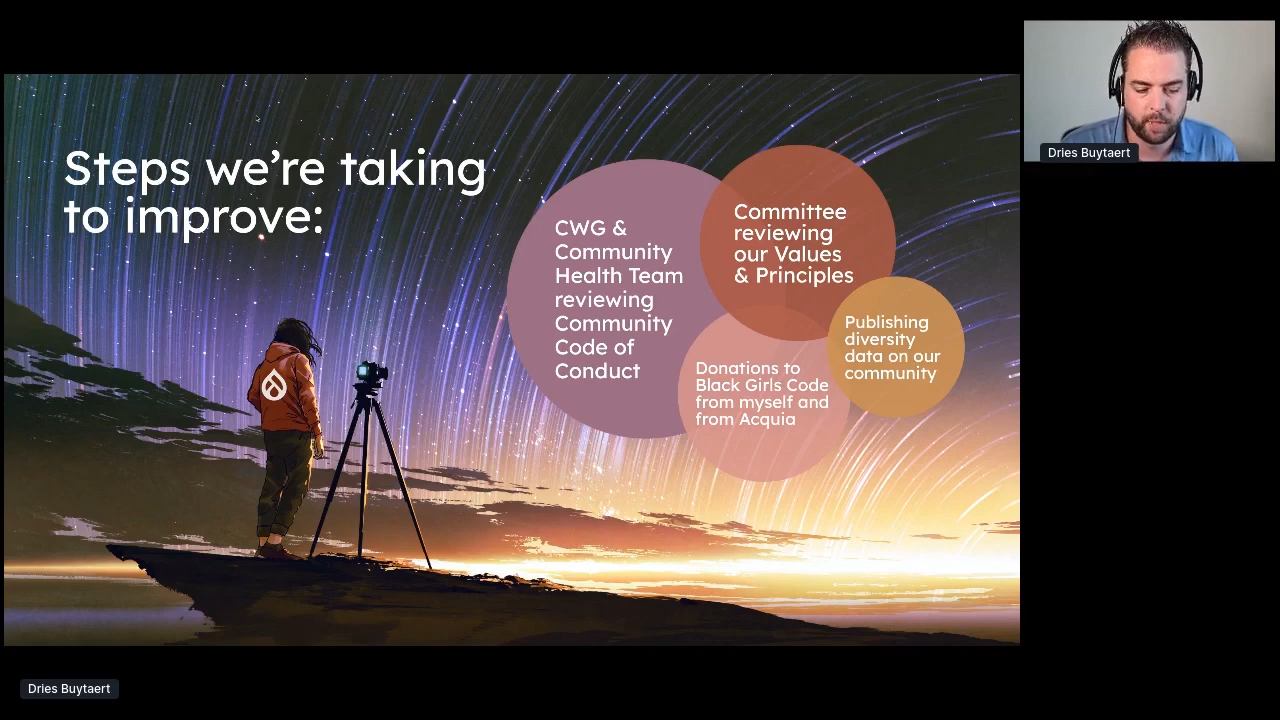 Steps we're taking
to improve:
CWG &
Community
Health Team
reviewing
Community
Code of
Conduct
Committee
reviewing
our Values
& Principles
Donations to
Black Girls Code
from myself and
from Acquia
Publishing
diversity
data on our
community
Dries Buytaert
Dries Buytaert